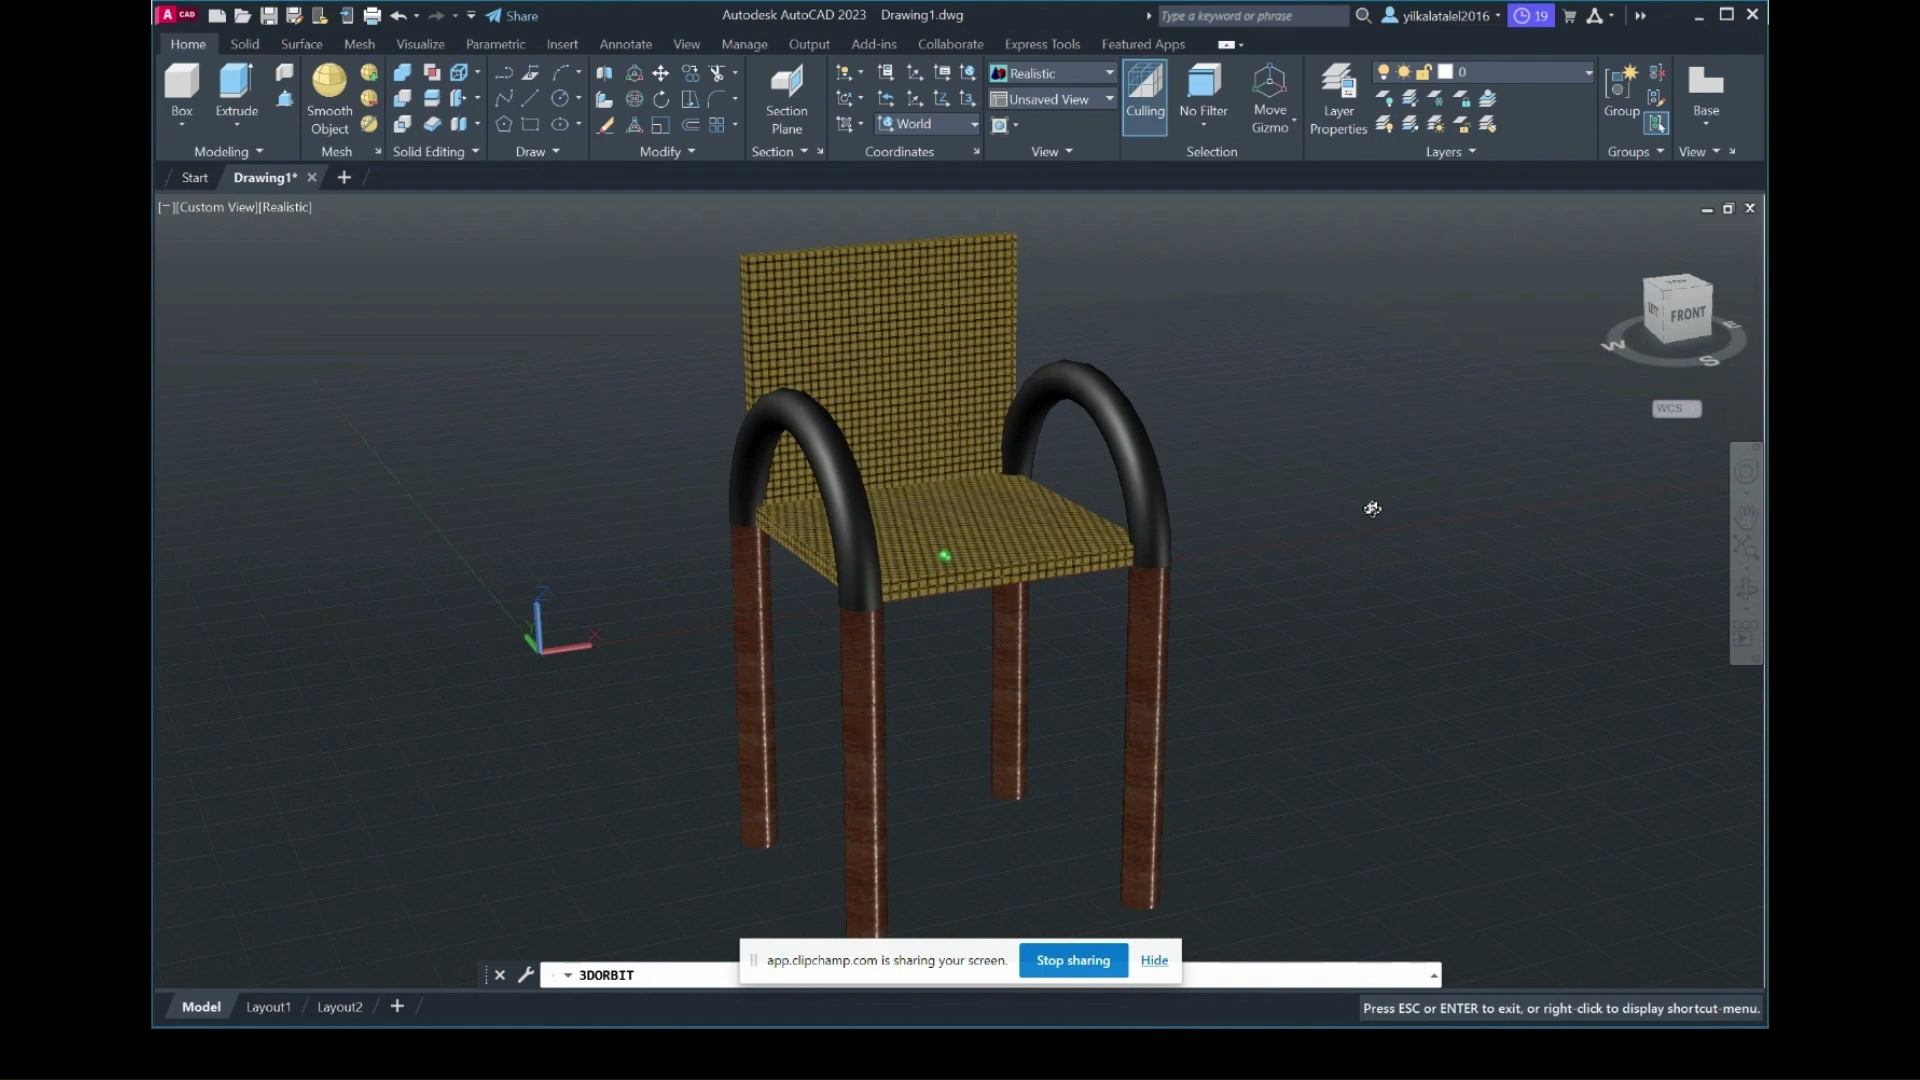 A CAD Share Autodesk AutoCAD 2023 Drawing1.dwg Type a keyword or phrase yilkalatalel2016 19
Home Solid Surface Mesh Visualize Parametric Insert Annotate View Manage Output Add-ins Collaborate Express Tools Featured Apps
Realistic 0
Box Extrude Smooth Object Section Plane Unsaved View Culling No Filter Move Gizmo Layer Properties Group Base
World
Modeling Mesh Solid Editing Draw Modify Section Coordinates View Selection Layers Groups View
Start Drawing1* +
[−][Custom View][Realistic]
TOP
LEFT FRONT
W S E
WCS
Z
Y X
app.clipchamp.com is sharing your screen. Stop sharing Hide
3DORBIT
Model Layout1 Layout2 + Press ESC or ENTER to exit, or right-click to display shortcut-menu.